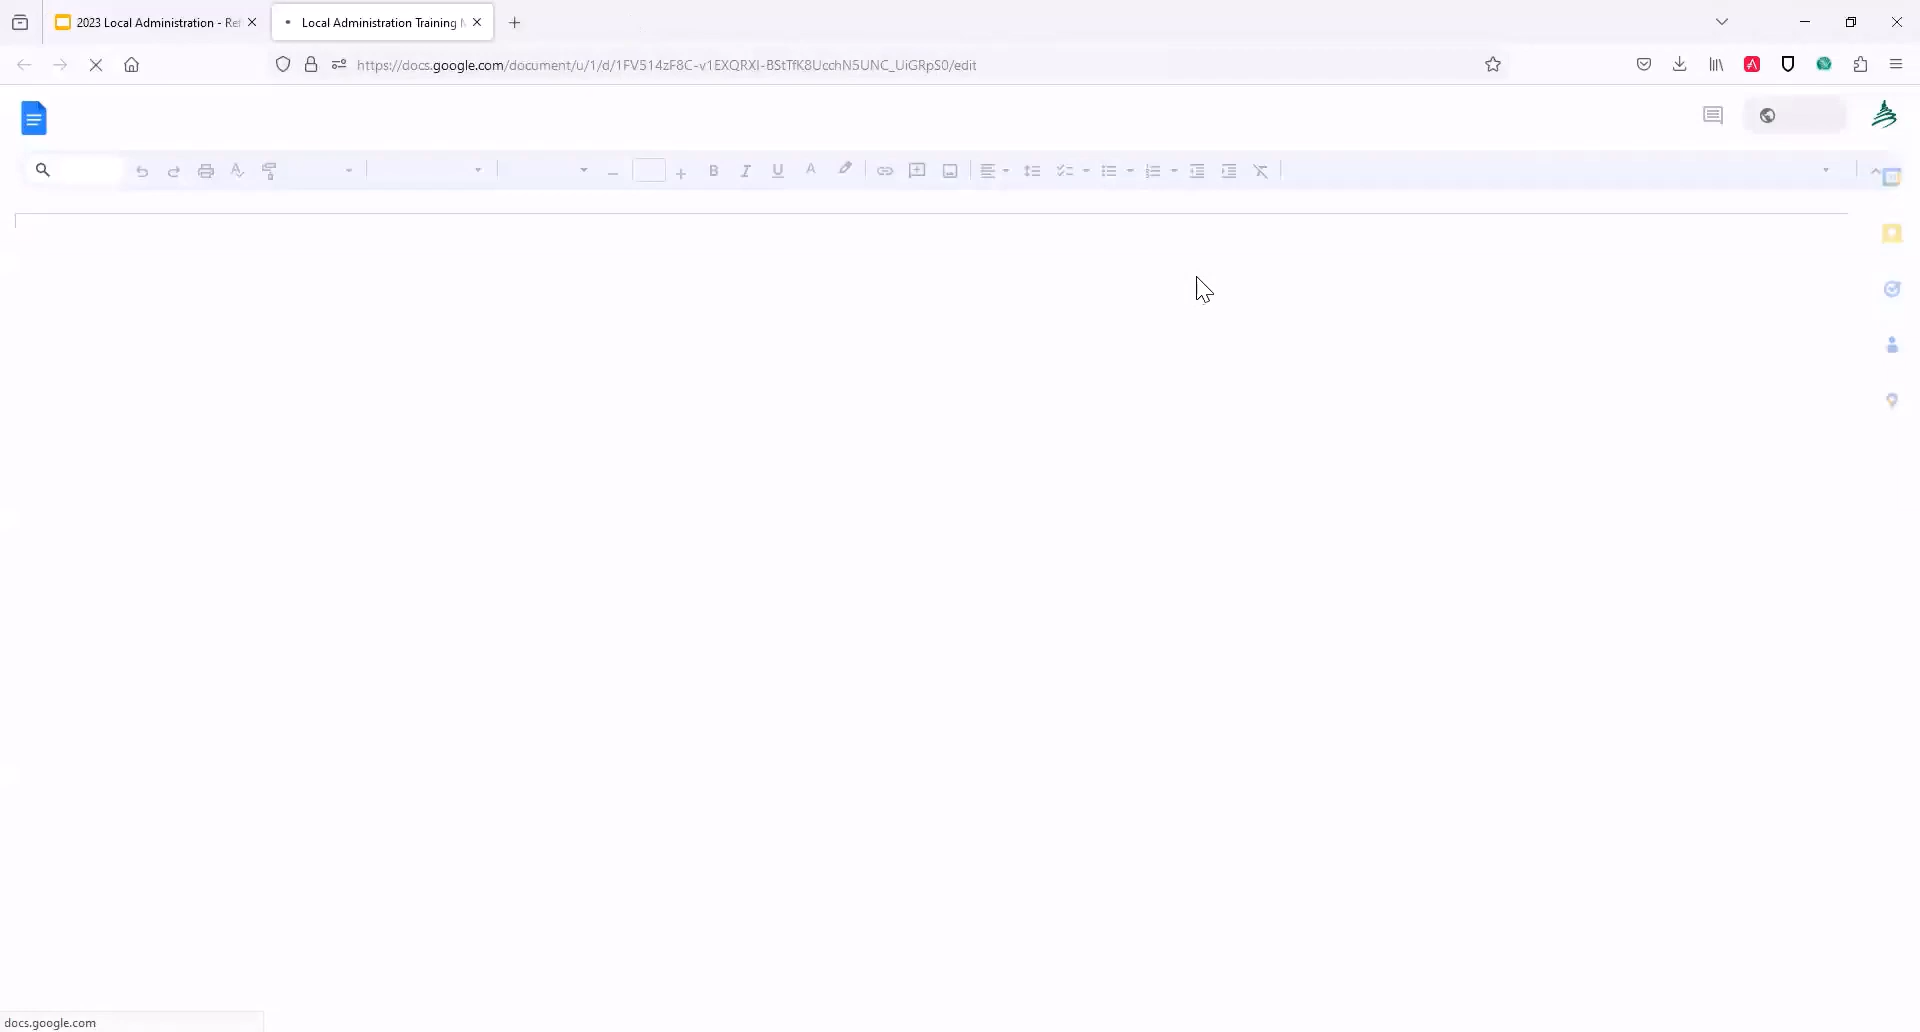 2023 Local Administration - Ref
Local Administration Training
https://docs.google.com/document/u/1/d/1FV514zF8C-v1EXQRXI-BStTfK8UcchN5UNC_UiGRpS0/edit
docs.google.com